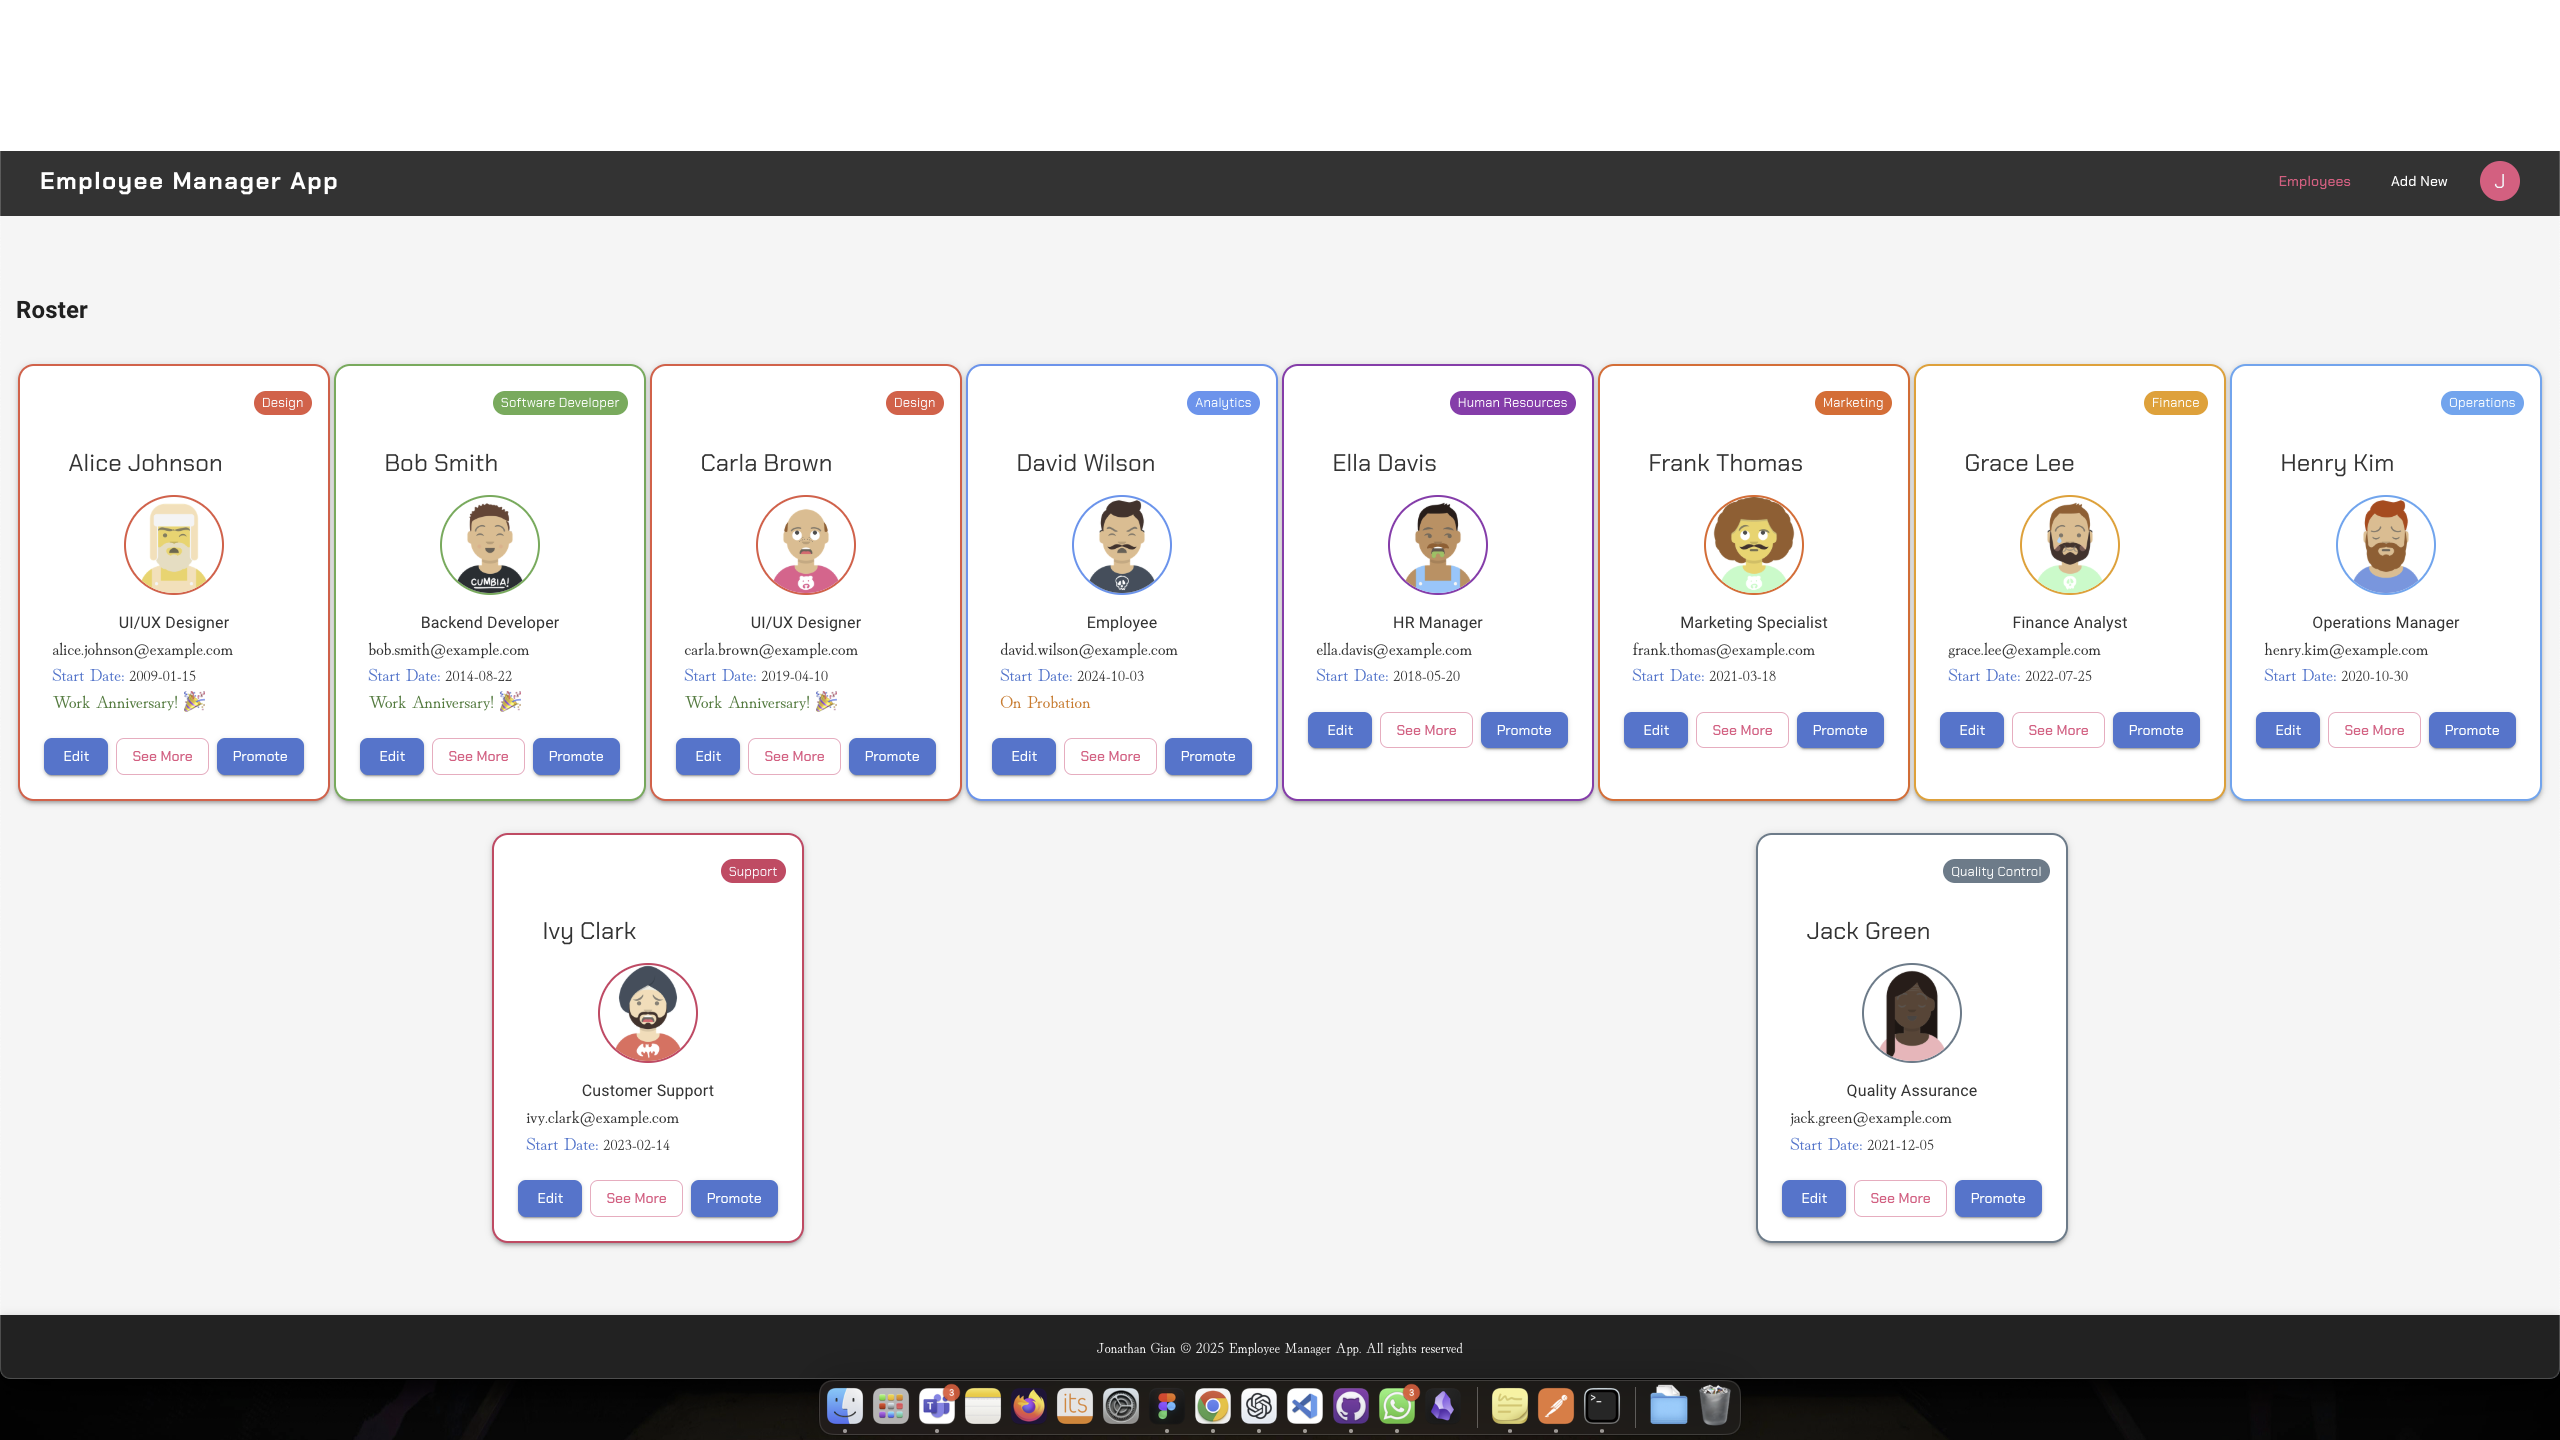 Employee Manager App
Employees
Add New
J
Roster
Design
Alice Johnson
UI/UX Designer
alice.johnson@example.com
Start Date: 2009-01-15
Work Anniversary! 🎉
Edit
See More
Promote
Software Developer
Bob Smith
CUMBIA!
Backend Developer
bob.smith@example.com
Start Date: 2014-08-22
Work Anniversary! 🎉
Edit
See More
Promote
Design
Carla Brown
UI/UX Designer
carla.brown@example.com
Start Date: 2019-04-10
Work Anniversary! 🎉
Edit
See More
Promote
Analytics
David Wilson
Employee
david.wilson@example.com
Start Date: 2024-10-03
On Probation
Edit
See More
Promote
Human Resources
Ella Davis
HR Manager
ella.davis@example.com
Start Date: 2018-05-20
Edit
See More
Promote
Marketing
Frank Thomas
Marketing Specialist
frank.thomas@example.com
Start Date: 2021-03-18
Edit
See More
Promote
Finance
Grace Lee
Finance Analyst
grace.lee@example.com
Start Date: 2022-07-25
Edit
See More
Promote
Operations
Henry Kim
Operations Manager
henry.kim@example.com
Start Date: 2020-10-30
Edit
See More
Promote
Support
Ivy Clark
Customer Support
ivy.clark@example.com
Start Date: 2023-02-14
Edit
See More
Promote
Quality Control
Jack Green
Quality Assurance
jack.green@example.com
Start Date: 2021-12-05
Edit
See More
Promote
Jonathan Gian © 2025 Employee Manager App. All rights reserved
3
T
its
3
>-